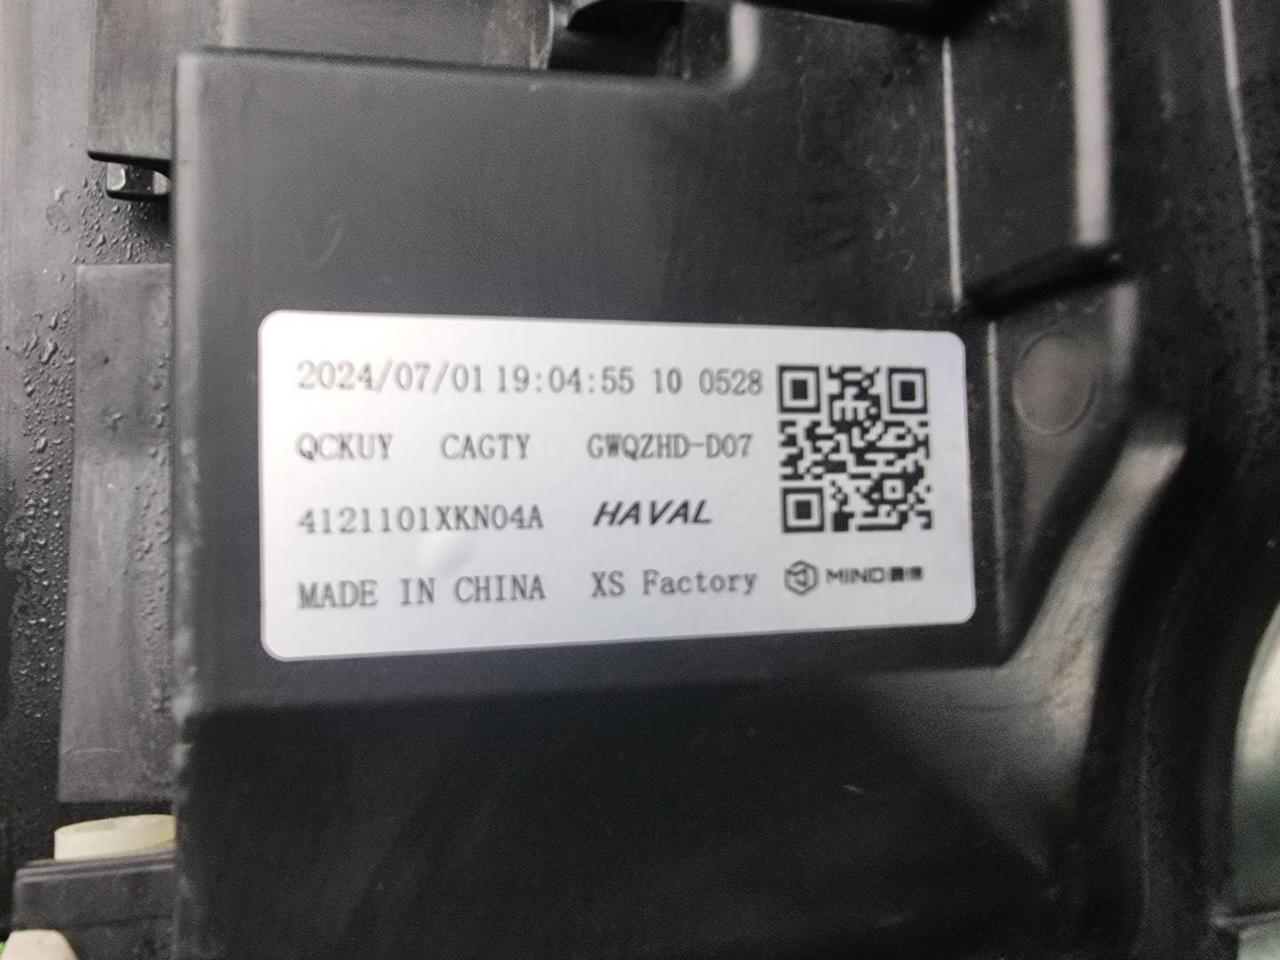 2024/07/01 19:04:55 10 0528
QCKUY CAGTY GWQZHD-D07
4121101XKN04A HAVAL
MADE IN CHINA XS Factory MIND